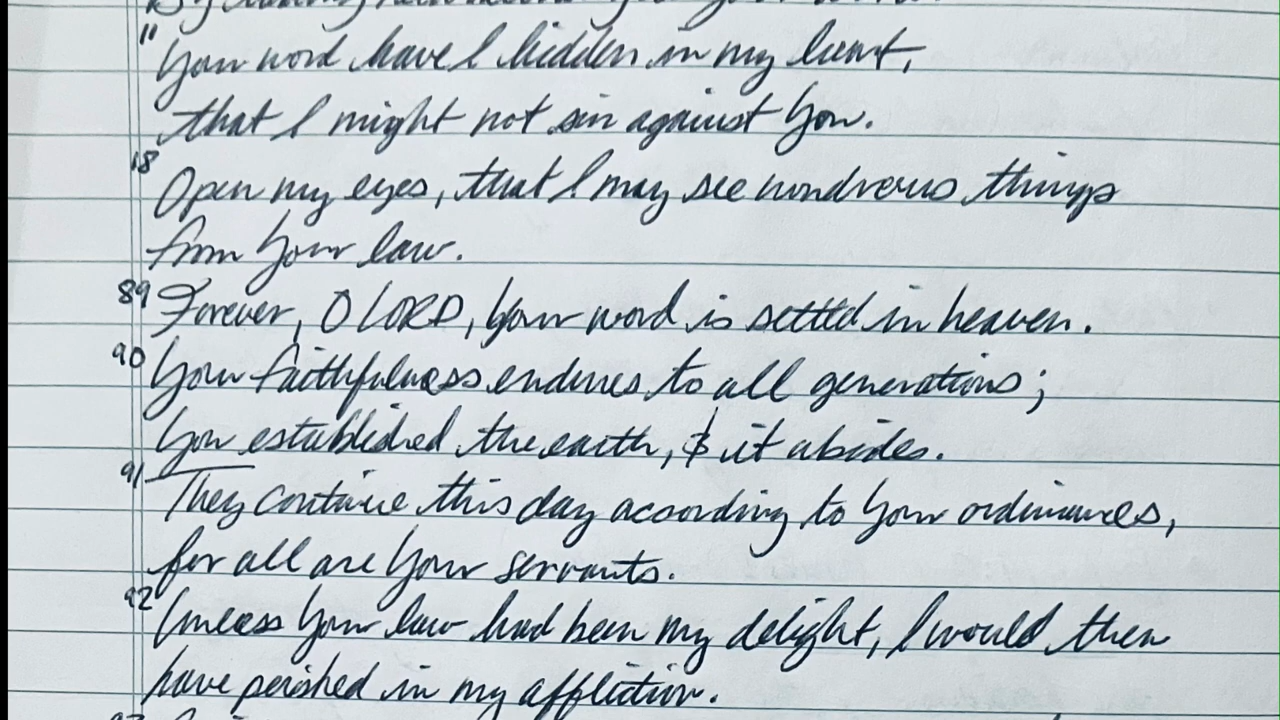 11 Your word have I hidden in my heart,
that I might not sin against You.
18 Open my eyes, that I may see wondrous things
from Your law.
89 Forever, O LORD, Your word is settled in heaven.
90 Your faithfulness endures to all generations;
You established the earth, & it abides.
91 They continue this day according to Your ordinances,
for all are Your servants.
92 Unless Your law had been my delight, I would then
have perished in my affliction.